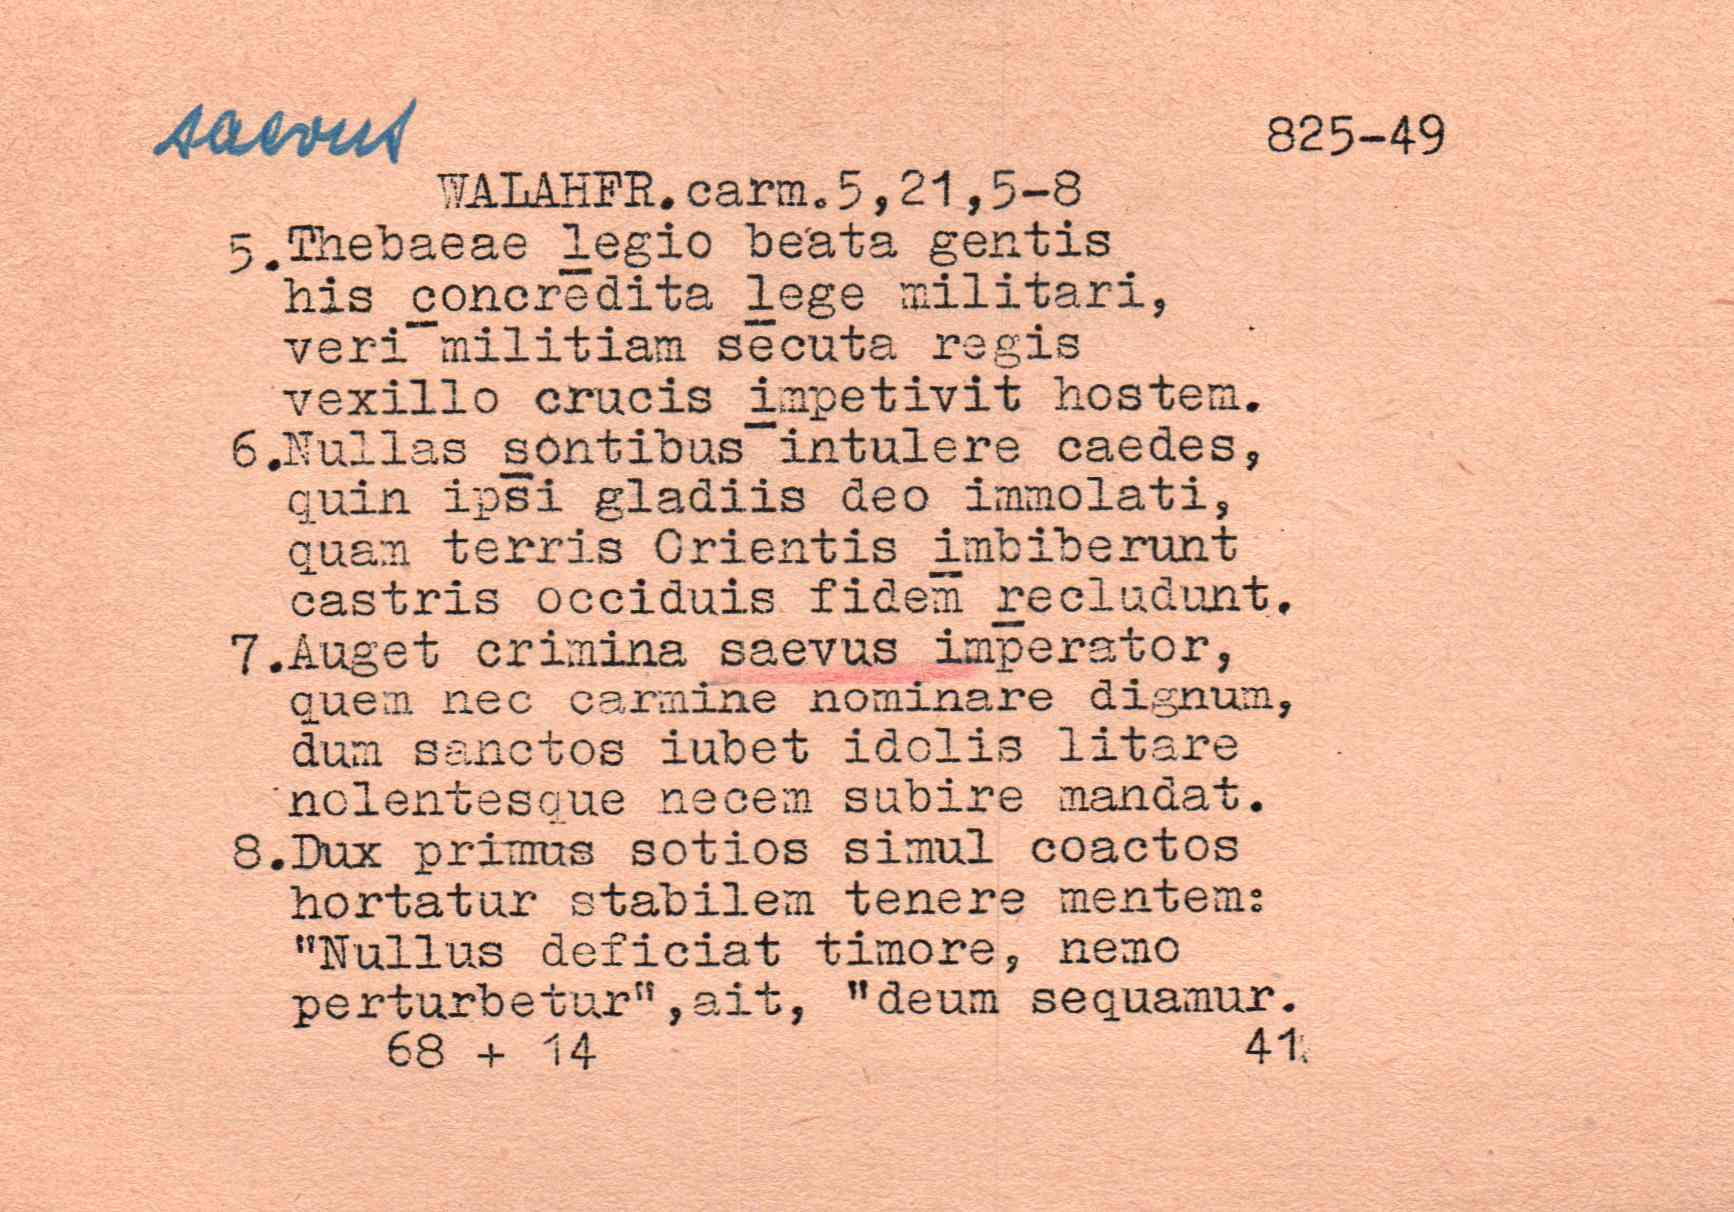 saevus
825-49
WALAHFR.carm.5,21,5-8
5.Thebaeae legio beata gentis
his concredita lege militari,
veri militiam secuta regis
vexillo crucis impetivit hostem.
6.Nullas sontibus intulere caedes,
quin ipsi gladiis deo immolati,
quam terris Orientis imbiberunt
castris occiduis fidem recludunt.
7.Auget crimina saevus imperator,
quem nec carmine nominare dignum,
dum sanctos iubet idolis litare
nolentesque necem subire mandat.
8.Dux primus sotios simul coactos
hortatur stabilem tenere mentem:
"Nullus deficiat timore, nemo
perturbetur",ait, "deum sequamur.
68 + 14 41